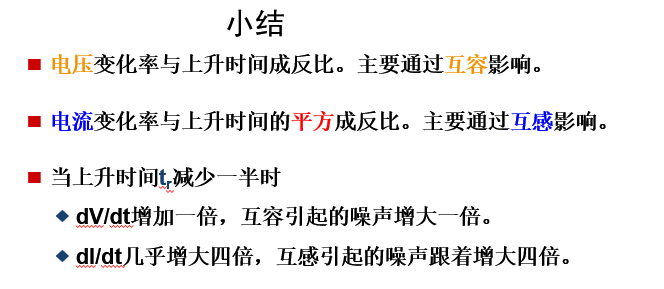 小结
电压变化率与上升时间成反比。主要通过互容影响。
电流变化率与上升时间的平方成反比。主要通过互感影响。
当上升时间tr减少一半时
dV/dt增加一倍，互容引起的噪声增大一倍。
dI/dt几乎增大四倍，互感引起的噪声跟着增大四倍。